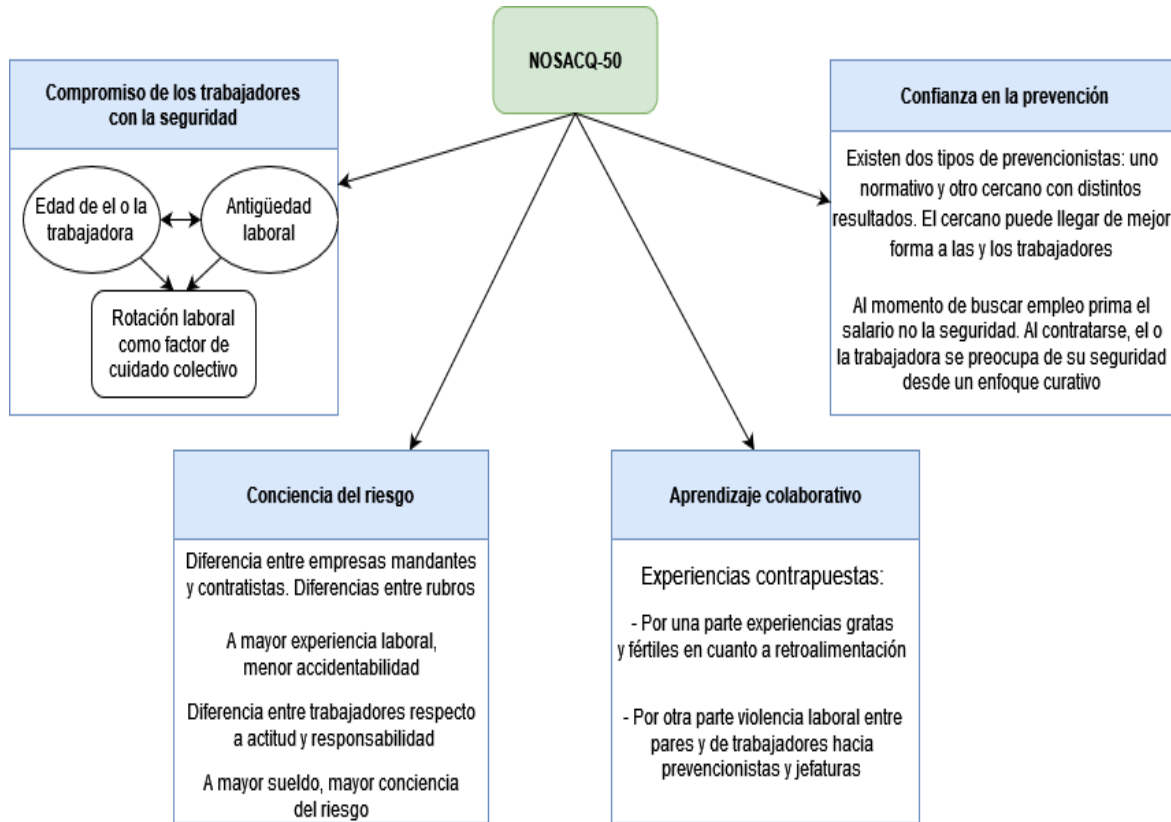 NOSACQ-50
Compromiso de los trabajadores
con la seguridad
Edad de el o la
trabajadora
Antigüedad
laboral
Rotación laboral
como factor de
cuidado colectivo
Confianza en la prevención
Existen dos tipos de prevencionistas: uno
normativo y otro cercano con distintos
resultados. El cercano puede llegar de mejor
forma a las y los trabajadores
Al momento de buscar empleo prima el
salario no la seguridad. Al contratarse, el o
la trabajadora se preocupa de su seguridad
desde un enfoque curativo
Conciencia del riesgo
Diferencia entre empresas mandantes
y contratistas. Diferencias entre rubros
A mayor experiencia laboral,
menor accidentabilidad
Diferencia entre trabajadores respecto
a actitud y responsabilidad
A mayor sueldo, mayor conciencia
del riesgo
Aprendizaje colaborativo
Experiencias contrapuestas:
- Por una parte experiencias gratas
y fértiles en cuanto a retroalimentación
- Por otra parte violencia laboral entre
pares y de trabajadores hacia
prevencionistas y jefaturas